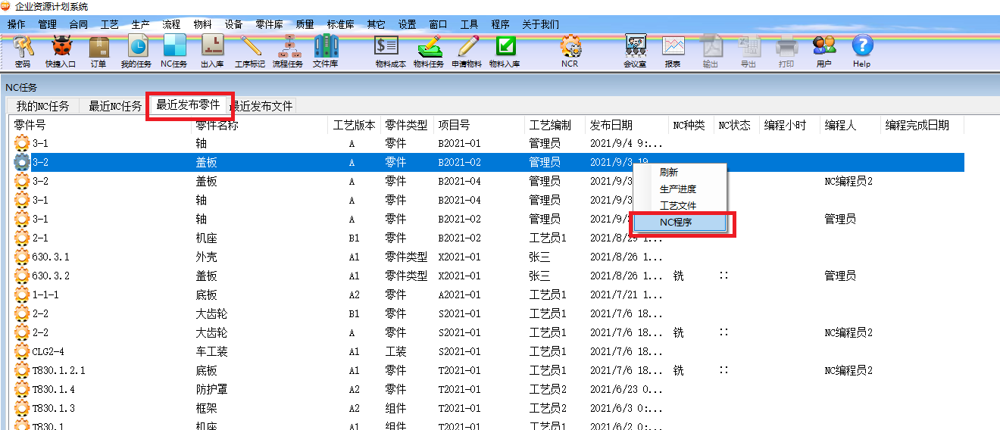 企业资源计划系统
操作 管理 合同 工艺 生产 流程 物料 设备 零件库 质量 标准库 其它 设置 窗口 工具 程序 关于我们
密码 快捷入口 订单 我的任务 NC任务 出入库 工序标记 流程任务 文件库 物料成本 物料任务 申请物料 物料入库 NCR 会议室 报表 输出 导出 打印 用户 Help
NC任务
我的NC任务 最近NC任务 最近发布零件 最近发布文件
零件号 零件名称 工艺版本 零件类型 项目号 工艺编制 发布日期 NC种类 NC状态 编程小时 编程人 编程完成日期
3-1 轴 A 零件 B2021-01 管理员 2021/9/4 9:...
3-2 盖板 A 零件 B2021-02 管理员 2021/9/3 19
3-2 盖板 A 零件 B2021-04 管理员 2021/9/3 NC编程员2
3-1 轴 A 零件 B2021-04 管理员 2021/9/3
3-1 轴 A 零件 B2021-02 管理员 2021/9/ 管理员
2-1 机座 B1 零件 B2021-02 工艺员1 2021/8/29 1...
630.3.1 外壳 A1 零件类型 X2021-01 张三 2021/8/26 1...
630.3.2 盖板 A1 零件类型 X2021-01 张三 2021/8/26 1... 铣 :: 管理员
1-1-1 底板 A2 零件 A2021-01 工艺员1 2021/7/21 1...
2-2 大齿轮 B1 零件 S2021-01 工艺员1 2021/7/6 18...
2-2 大齿轮 A 零件 S2021-01 工艺员1 2021/7/6 18... 铣 :: NC编程员2
CLG2-4 车工装 A1 工装 S2021-01 工艺员1 2021/7/6 18...
T830.1.2.1 底板 A1 零件 T2021-01 工艺员1 2021/7/6 18... 铣 :: NC编程员2
T830.1.4 防护罩 A2 零件 T2021-01 工艺员2 2021/6/23 0...
T830.1.3 框架 A2 组件 T2021-01 工艺员2 2021/6/3 0:...
T830.1 机座 A1 组件 T2021-01 工艺员1 2021/6/2 0:...
刷新
生产进度
工艺文件
NC程序